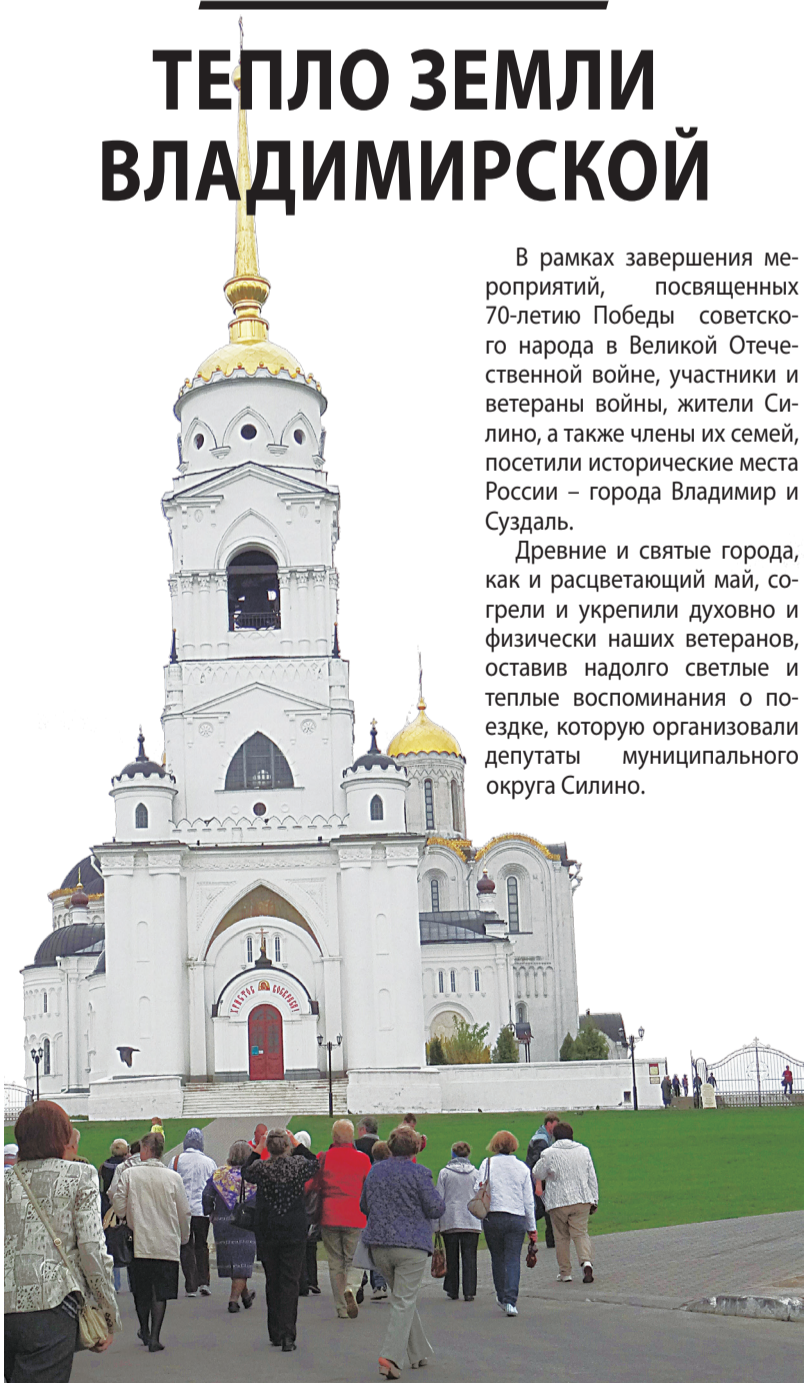 ТЕПЛО ЗЕМЛИ
ВЛАДИМИРСКОЙ
В рамках завершения ме-
роприятий, посвященных
70-летию Победы советско-
го народа в Великой Отече-
ственной войне, участники и
ветераны войны, жители Си-
лино, а также члены их семей,
посетили исторические места
России – города Владимир и
Суздаль.
Древние и святые города,
как и расцветающий май, со-
грели и укрепили духовно и
физически наших ветеранов,
оставив надолго светлые и
теплые воспоминания о по-
ездке, которую организовали
депутаты муниципального
округа Силино.
ХРИСТОСЪ ВОСКРЕСЕ!